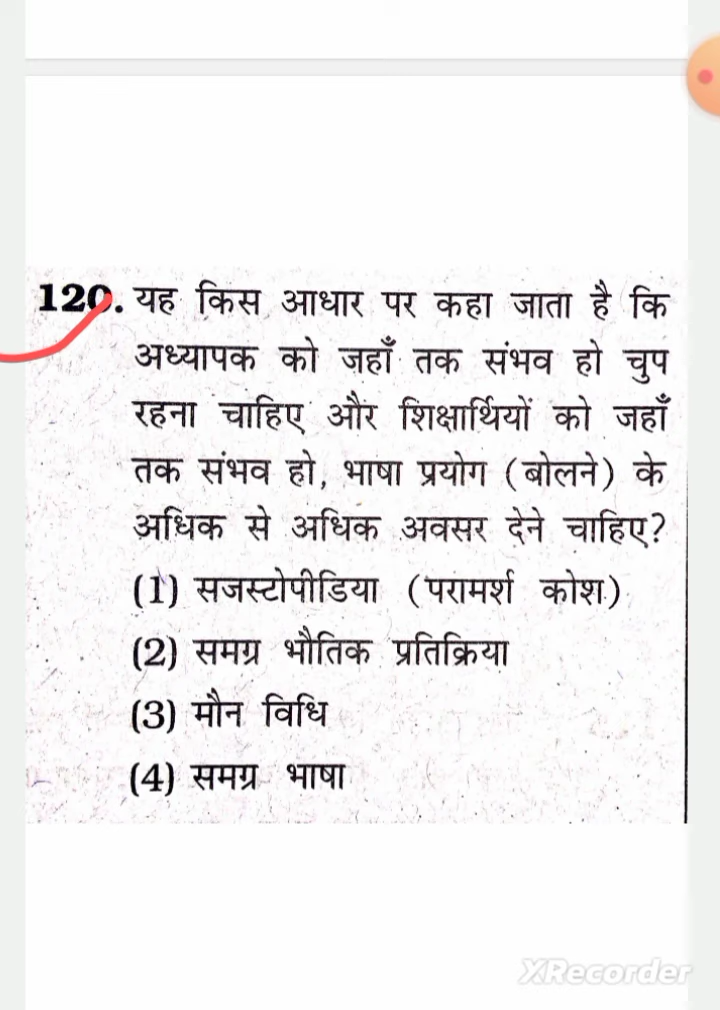 120. यह किस आधार पर कहा जाता है कि
अध्यापक को जहाँ तक संभव हो चुप
रहना चाहिए और शिक्षार्थियों को जहाँ
तक संभव हो, भाषा प्रयोग (बोलने) के
अधिक से अधिक अवसर देने चाहिए?
(1) सजस्टोपीडिया (परामर्श कोश)
(2) समग्र भौतिक प्रतिक्रिया
(3) मौन विधि
(4) समग्र भाषा
XRecorder